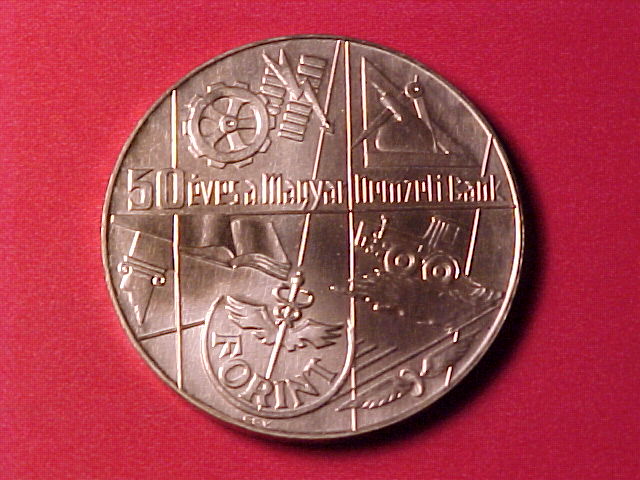 50 éves a Magyar Nemzeti Bank
FORINT